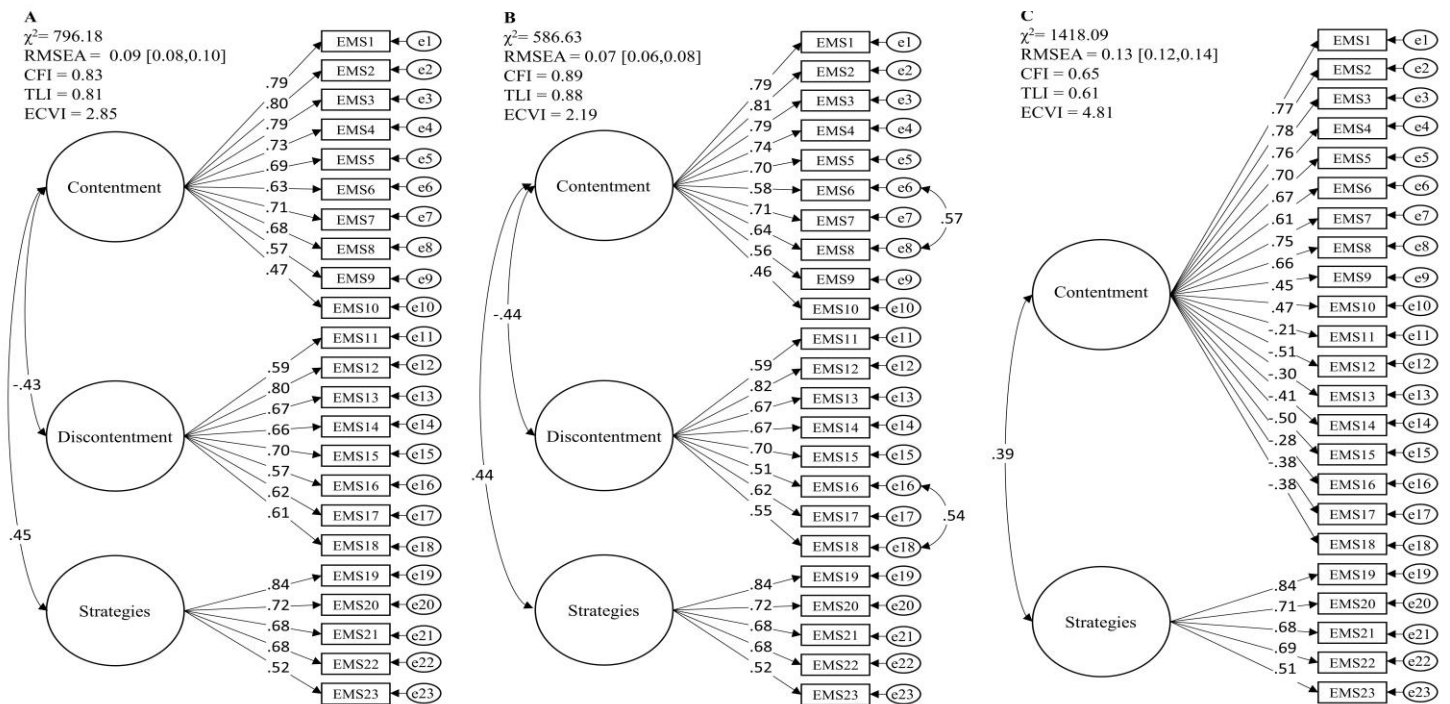 A
χ²= 796.18
RMSEA = 0.09 [0.08,0.10]
CFI = 0.83
TLI = 0.81
ECVI = 2.85
Contentment
Discontentment
Strategies
-.43
.45
.79
.80
.79
.73
.69
.63
.71
.68
.57
.47
.59
.80
.67
.66
.70
.57
.62
.61
.84
.72
.68
.68
.52
EMS1 e1
EMS2 e2
EMS3 e3
EMS4 e4
EMS5 e5
EMS6 e6
EMS7 e7
EMS8 e8
EMS9 e9
EMS10 e10
EMS11 e11
EMS12 e12
EMS13 e13
EMS14 e14
EMS15 e15
EMS16 e16
EMS17 e17
EMS18 e18
EMS19 e19
EMS20 e20
EMS21 e21
EMS22 e22
EMS23 e23
B
χ²= 586.63
RMSEA = 0.07 [0.06,0.08]
CFI = 0.89
TLI = 0.88
ECVI = 2.19
Contentment
Discontentment
Strategies
-.44
.44
.79
.81
.79
.74
.70
.58
.71
.64
.56
.46
.59
.82
.67
.67
.70
.51
.62
.55
.84
.72
.68
.68
.52
EMS1 e1
EMS2 e2
EMS3 e3
EMS4 e4
EMS5 e5
EMS6 e6
EMS7 e7
EMS8 e8
EMS9 e9
EMS10 e10
EMS11 e11
EMS12 e12
EMS13 e13
EMS14 e14
EMS15 e15
EMS16 e16
EMS17 e17
EMS18 e18
EMS19 e19
EMS20 e20
EMS21 e21
EMS22 e22
EMS23 e23
.57
.54
C
χ²= 1418.09
RMSEA = 0.13 [0.12,0.14]
CFI = 0.65
TLI = 0.61
ECVI = 4.81
Contentment
Strategies
.39
.77
.78
.76
.70
.67
.61
.75
.66
.45
.47
-.21
-.51
-.30
-.41
-.50
-.28
-.38
-.38
.84
.71
.68
.69
.51
EMS1 e1
EMS2 e2
EMS3 e3
EMS4 e4
EMS5 e5
EMS6 e6
EMS7 e7
EMS8 e8
EMS9 e9
EMS10 e10
EMS11 e11
EMS12 e12
EMS13 e13
EMS14 e14
EMS15 e15
EMS16 e16
EMS17 e17
EMS18 e18
EMS19 e19
EMS20 e20
EMS21 e21
EMS22 e22
EMS23 e23